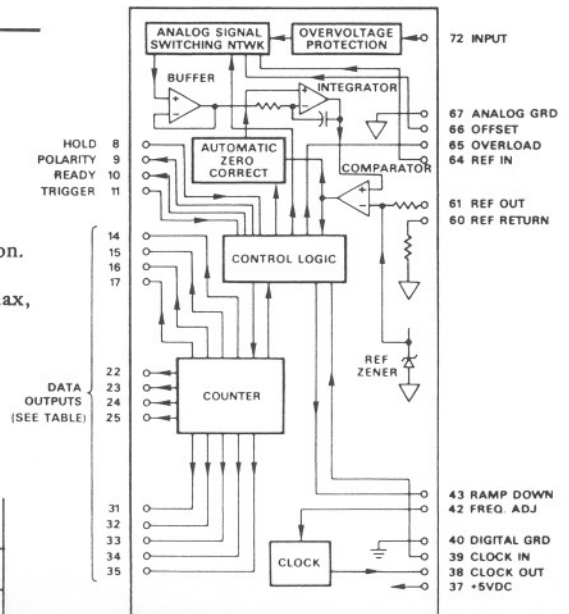 ANALOG SIGNAL
SWITCHING NTWK
OVERVOLTAGE
PROTECTION
72 INPUT
BUFFER
INTEGRATOR
67 ANALOG GRD
66 OFFSET
65 OVERLOAD
64 REF IN
HOLD 8
POLARITY 9
READY 10
TRIGGER 11
AUTOMATIC
ZERO
CORRECT
COMPARATOR
61 REF OUT
60 REF RETURN
on.
ax,
14
15
16
17
CONTROL LOGIC
REF
ZENER
22
23
24
25
DATA
OUTPUTS
(SEE TABLE)
COUNTER
31
32
33
34
35
43 RAMP DOWN
42 FREQ. ADJ
40 DIGITAL GRD
39 CLOCK IN
38 CLOCK OUT
37 +5VDC
CLOCK